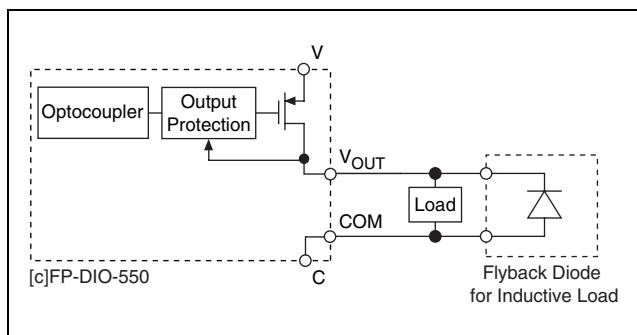 V
Optocoupler
Output
Protection
VOUT
Load
COM
C
[c]FP-DIO-550
Flyback Diode
for Inductive Load